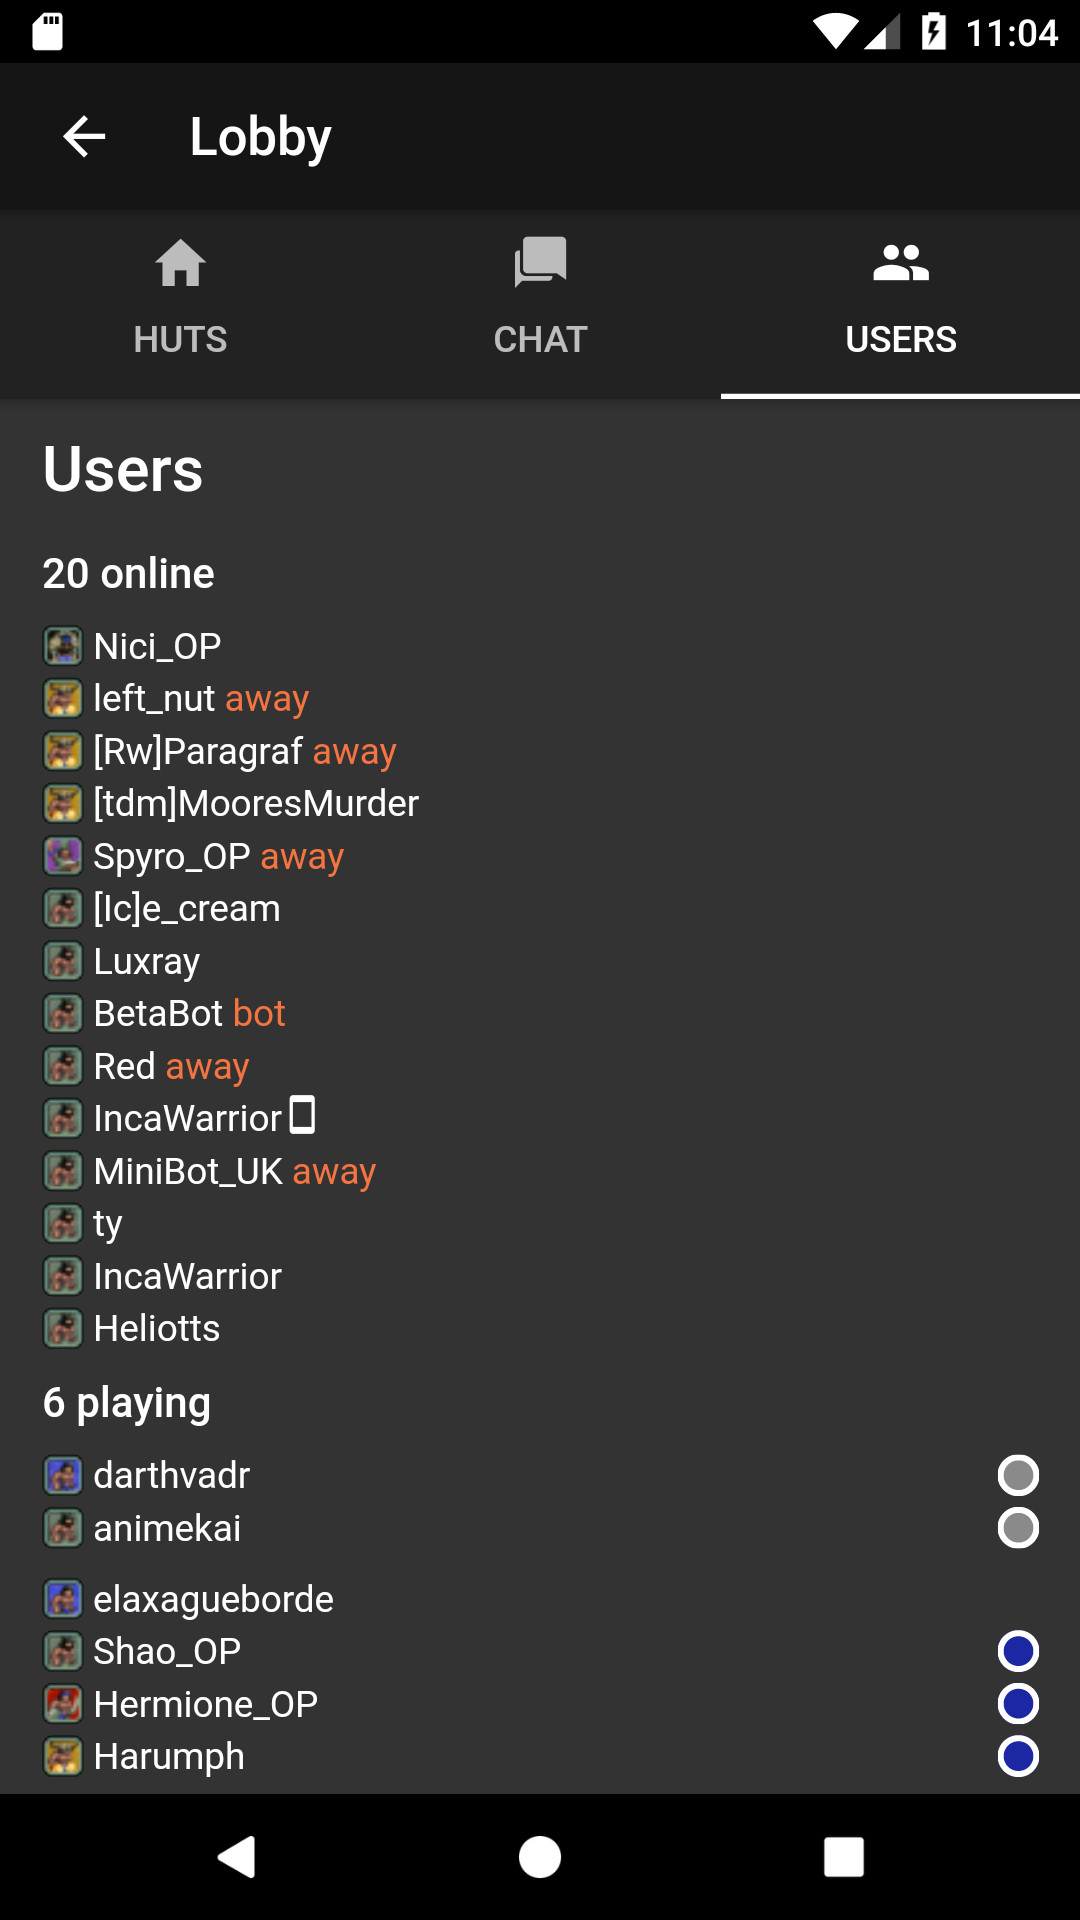 11:04
Lobby
HUTS
CHAT
USERS
Users
20 online
Nici_OP
left_nut away
[Rw]Paragraf away
[tdm]MooresMurder
Spyro_OP away
[Ic]e_cream
Luxray
BetaBot bot
Red away
IncaWarrior
MiniBot_UK away
ty
IncaWarrior
Heliotts
6 playing
darthvadr
animekai
elaxagueborde
Shao_OP
Hermione_OP
Harumph